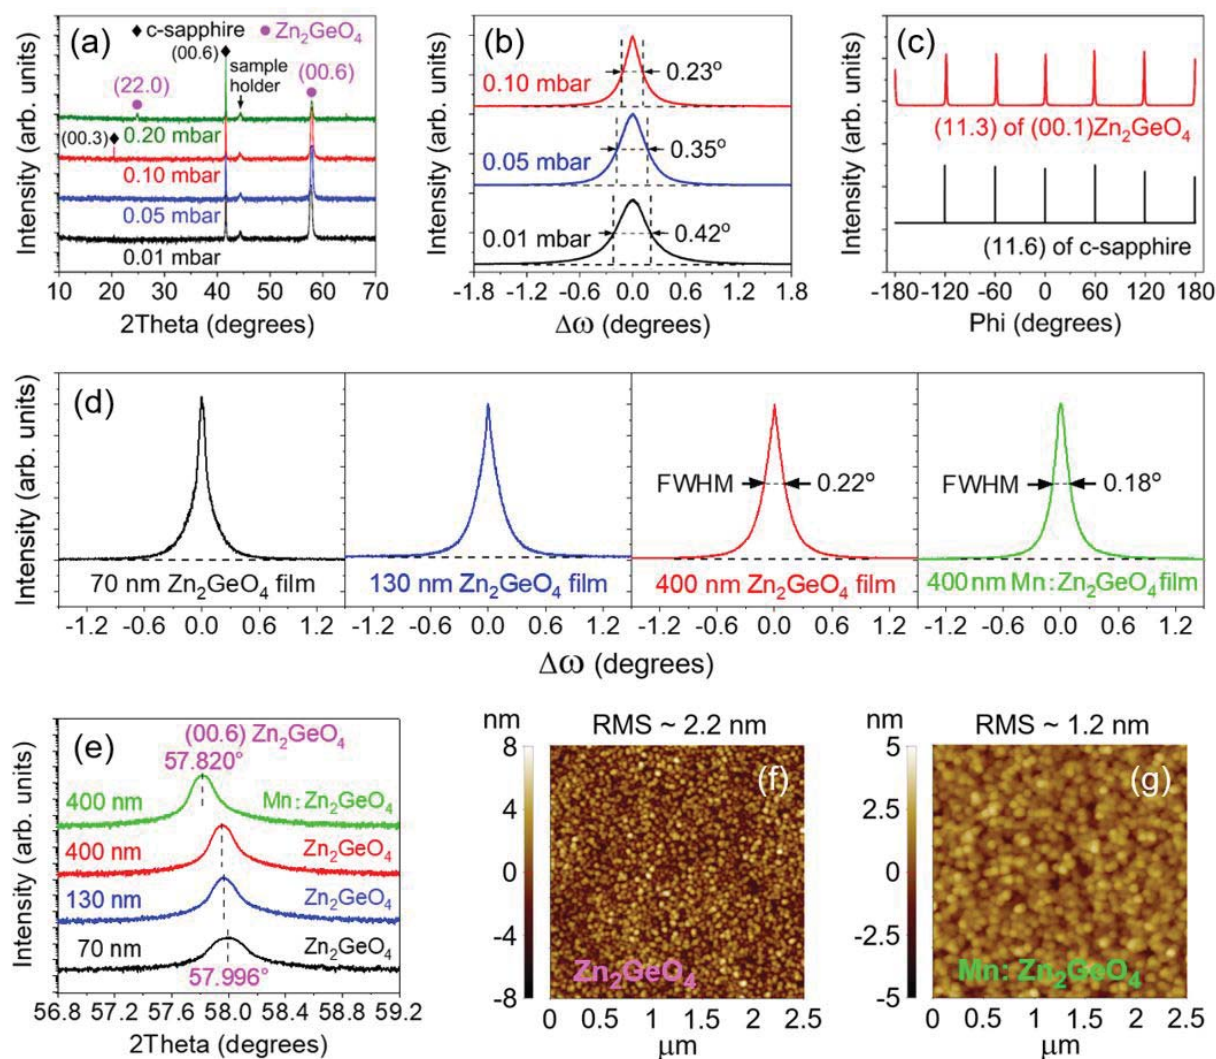 (a)
◆ c-sapphire ● Zn₂GeO₄
(00.6)
sample
holder
(00.6)
(22.0)
0.20 mbar
(00.3)
0.10 mbar
0.05 mbar
0.01 mbar
10 20 30 40 50 60 70
2Theta (degrees)
Intensity (arb. units)
(b)
0.10 mbar
0.23°
0.05 mbar
0.35°
0.01 mbar
0.42°
-1.8 -1.2 -0.6 0.0 0.6 1.2 1.8
Δω (degrees)
Intensity (arb. units)
(c)
(11.3) of (00.1)Zn₂GeO₄
(11.6) of c-sapphire
-180 -120 -60 0 60 120 180
Phi (degrees)
Intensity (arb. units)
(d)
Intensity (arb. units)
70 nm Zn₂GeO₄ film
130 nm Zn₂GeO₄ film
FWHM 0.22°
400 nm Zn₂GeO₄ film
FWHM 0.18°
400 nm Mn:Zn₂GeO₄ film
-1.2 -0.6 0.0 0.6 1.2
-1.2 -0.6 0.0 0.6 1.2
-1.2 -0.6 0.0 0.6 1.2
-1.2 -0.6 0.0 0.6 1.2
Δω (degrees)
(e)
(00.6) Zn₂GeO₄
57.820°
400 nm Mn:Zn₂GeO₄
400 nm Zn₂GeO₄
130 nm Zn₂GeO₄
70 nm Zn₂GeO₄
57.996°
56.8 57.2 57.6 58.0 58.4 58.8 59.2
2Theta (degrees)
Intensity (arb. units)
nm
RMS ~ 2.2 nm
8
4
0
-4
-8
(f)
Zn₂GeO₄
0 0.5 1 1.5 2 2.5
μm
nm
RMS ~ 1.2 nm
5
2.5
0
-2.5
-5
(g)
Mn: Zn₂GeO₄
0 0.5 1 1.5 2 2.5
μm